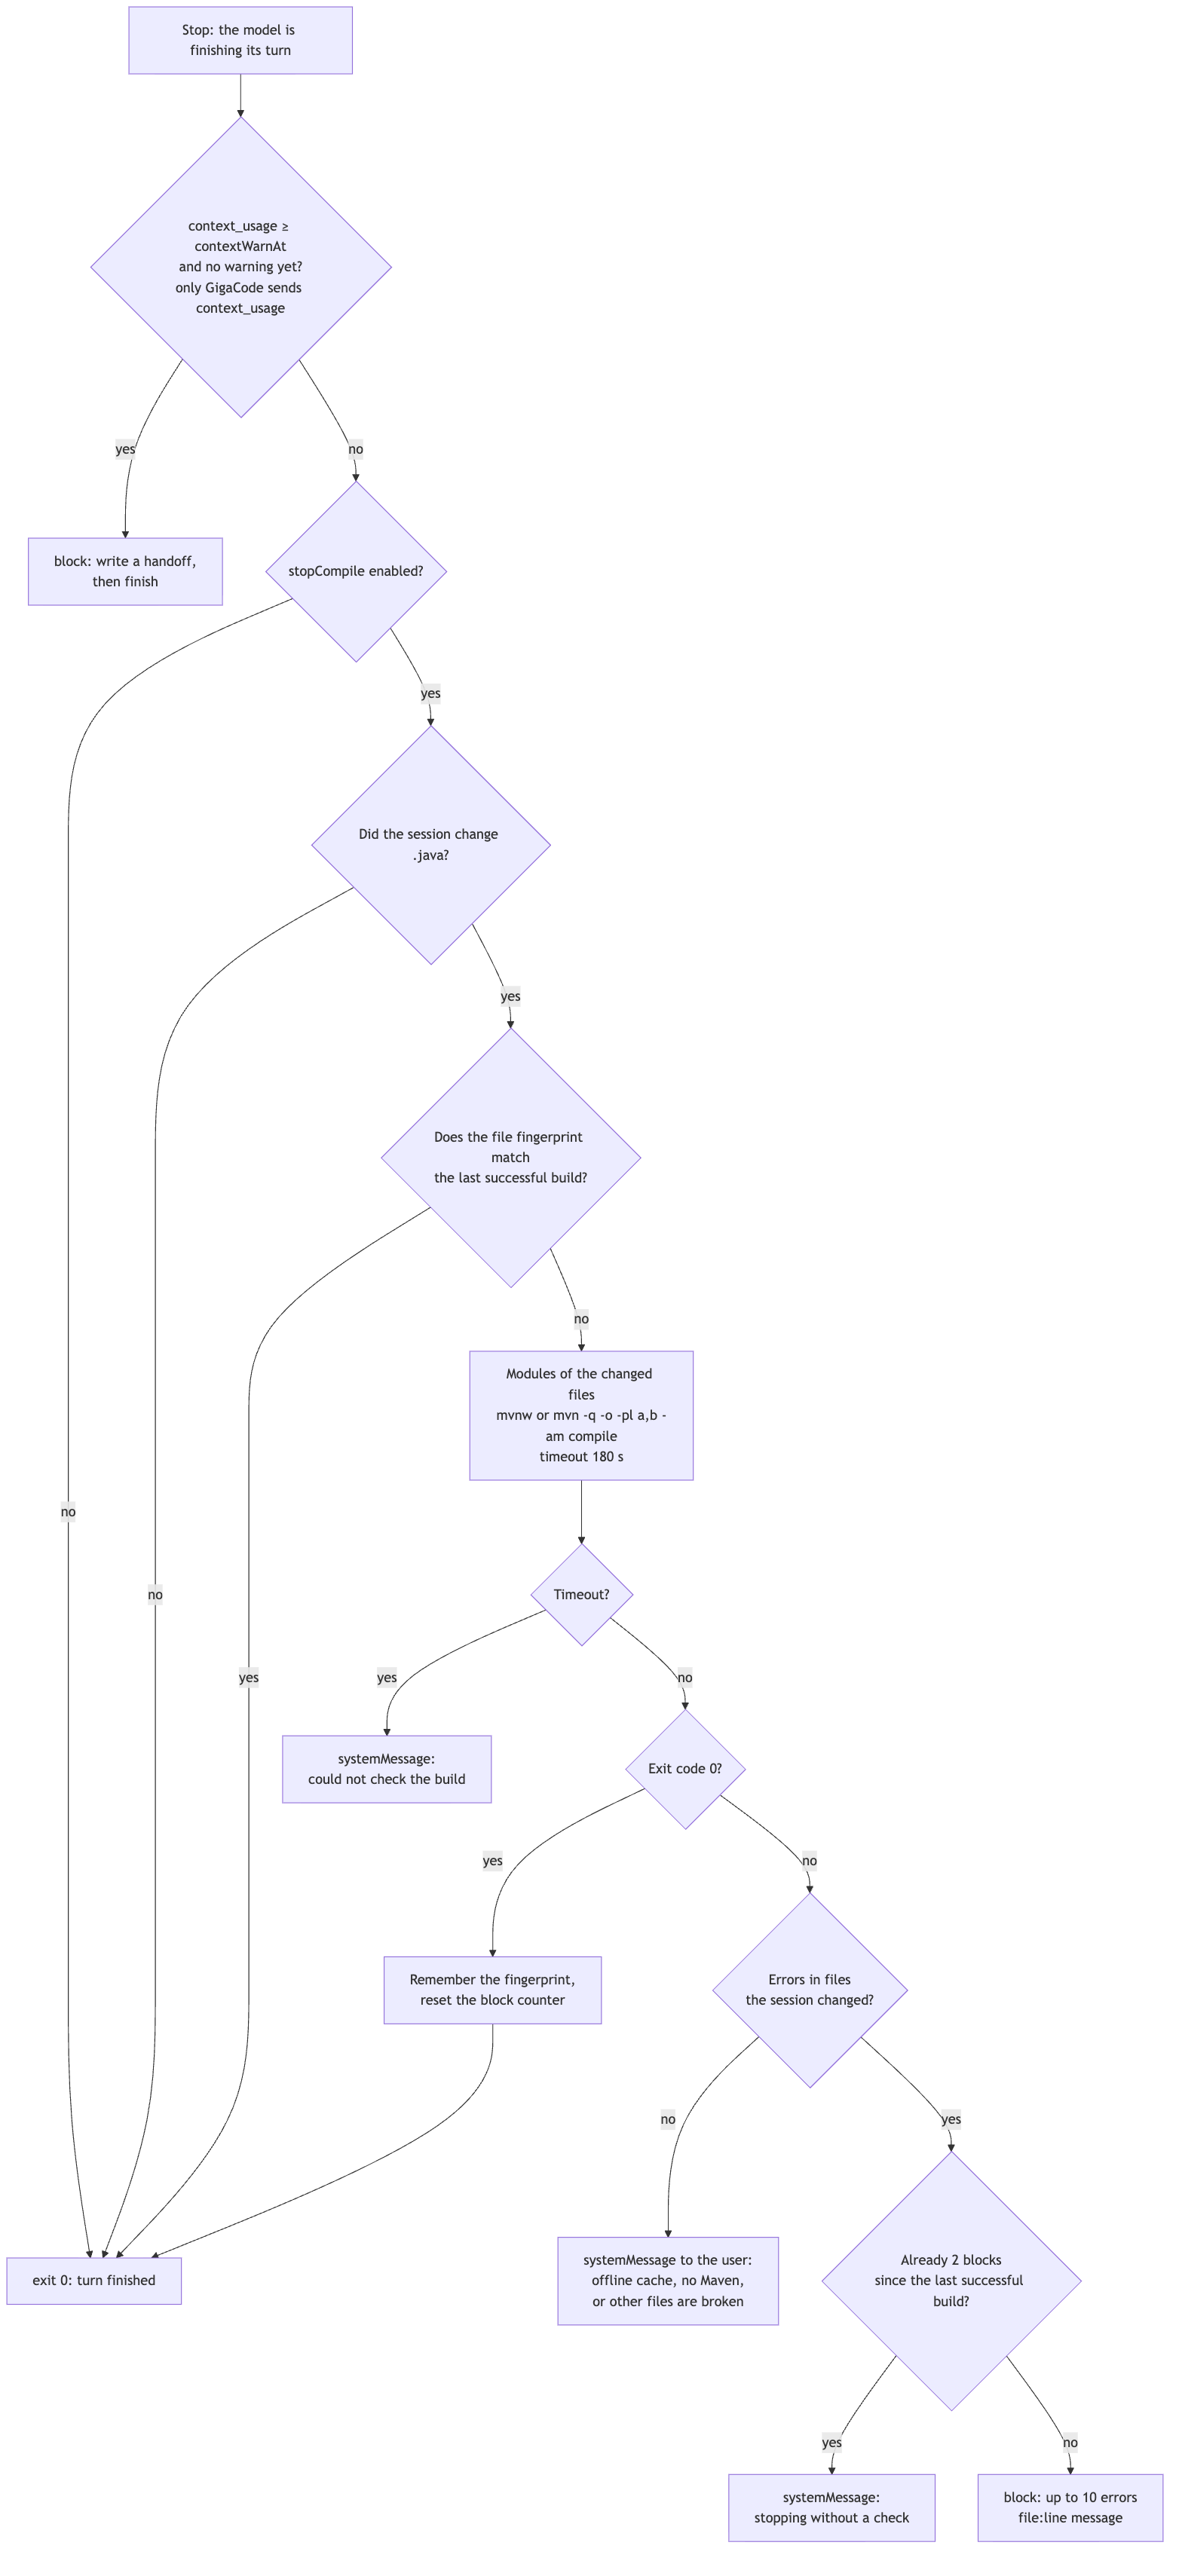 Stop: the model is
finishing its turn
context_usage ≥
contextWarnAt
and no warning yet?
only GigaCode sends
context_usage
yes
no
block: write a handoff,
then finish
stopCompile enabled?
yes
Did the session change
.java?
yes
Does the file fingerprint
match
the last successful build?
no
Modules of the changed
files
mvnw or mvn -q -o -pl a,b -
am compile
timeout 180 s
no
Timeout?
no
yes
yes
no
systemMessage:
could not check the build
Exit code 0?
yes
no
Remember the fingerprint,
reset the block counter
Errors in files
the session changed?
no
yes
exit 0: turn finished
systemMessage to the user:
offline cache, no Maven,
or other files are broken
Already 2 blocks
since the last successful
build?
yes
no
systemMessage:
stopping without a check
block: up to 10 errors
file:line message